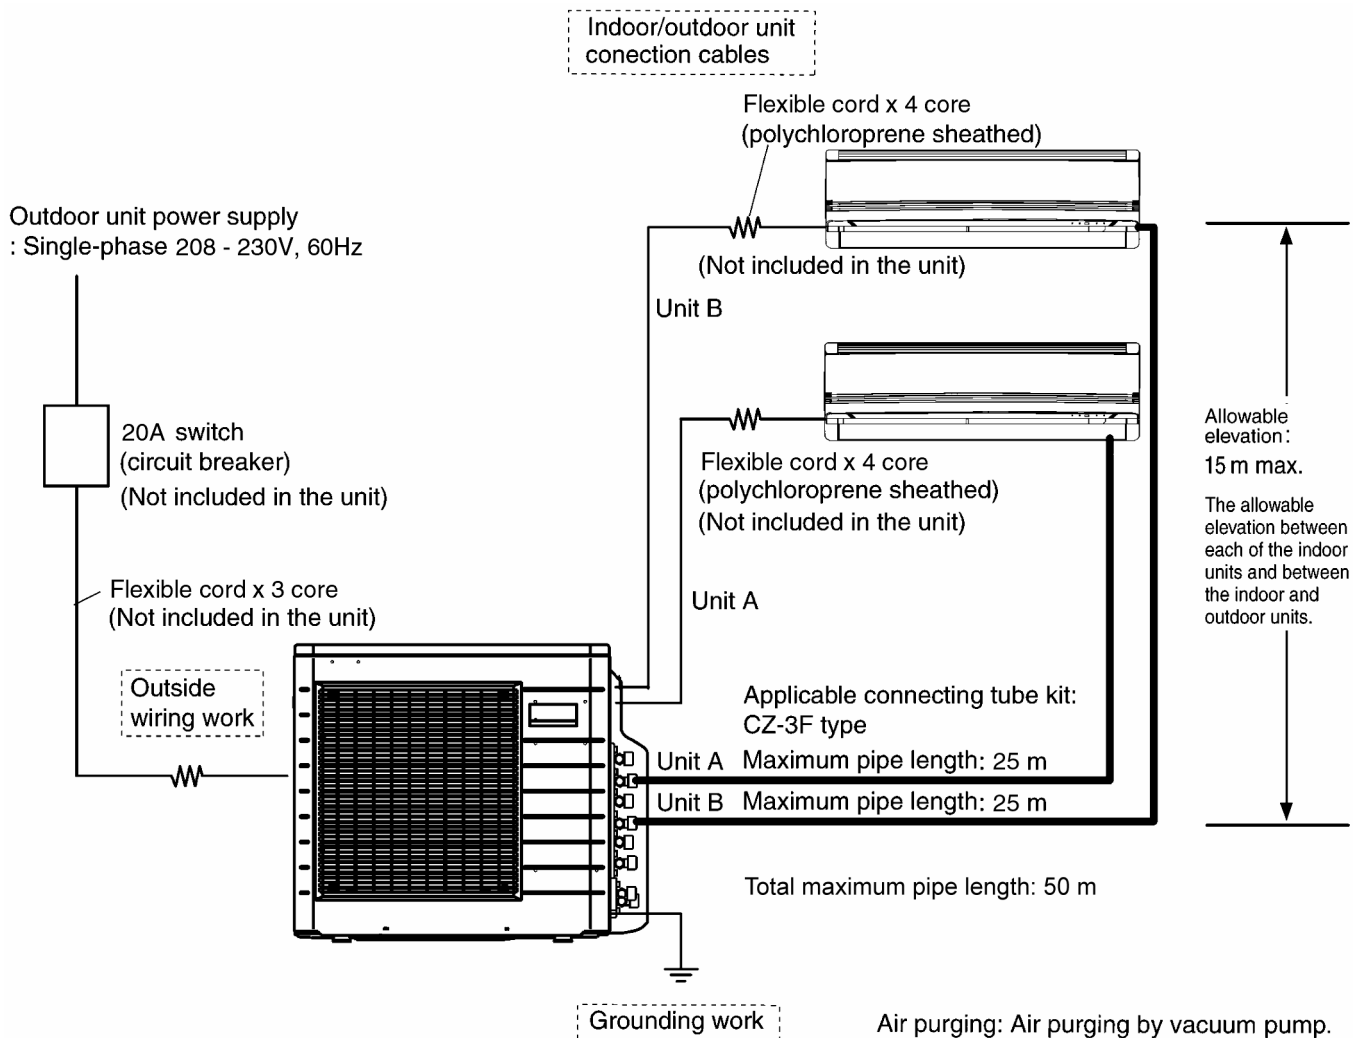 Indoor/outdoor unit
conection cables
Flexible cord x 4 core
(polychloroprene sheathed)
Outdoor unit power supply
: Single-phase 208 - 230V, 60Hz
(Not included in the unit)
Unit B
20A switch
(circuit breaker)
(Not included in the unit)
Flexible cord x 4 core
(polychloroprene sheathed)
(Not included in the unit)
Allowable
elevation:
15 m max.
The allowable
elevation between
each of the indoor
units and between
the indoor and
outdoor units.
Flexible cord x 3 core
(Not included in the unit)
Unit A
Outside
wiring work
Applicable connecting tube kit:
CZ-3F type
Unit A Maximum pipe length: 25 m
Unit B Maximum pipe length: 25 m
Total maximum pipe length: 50 m
Grounding work
Air purging: Air purging by vacuum pump.